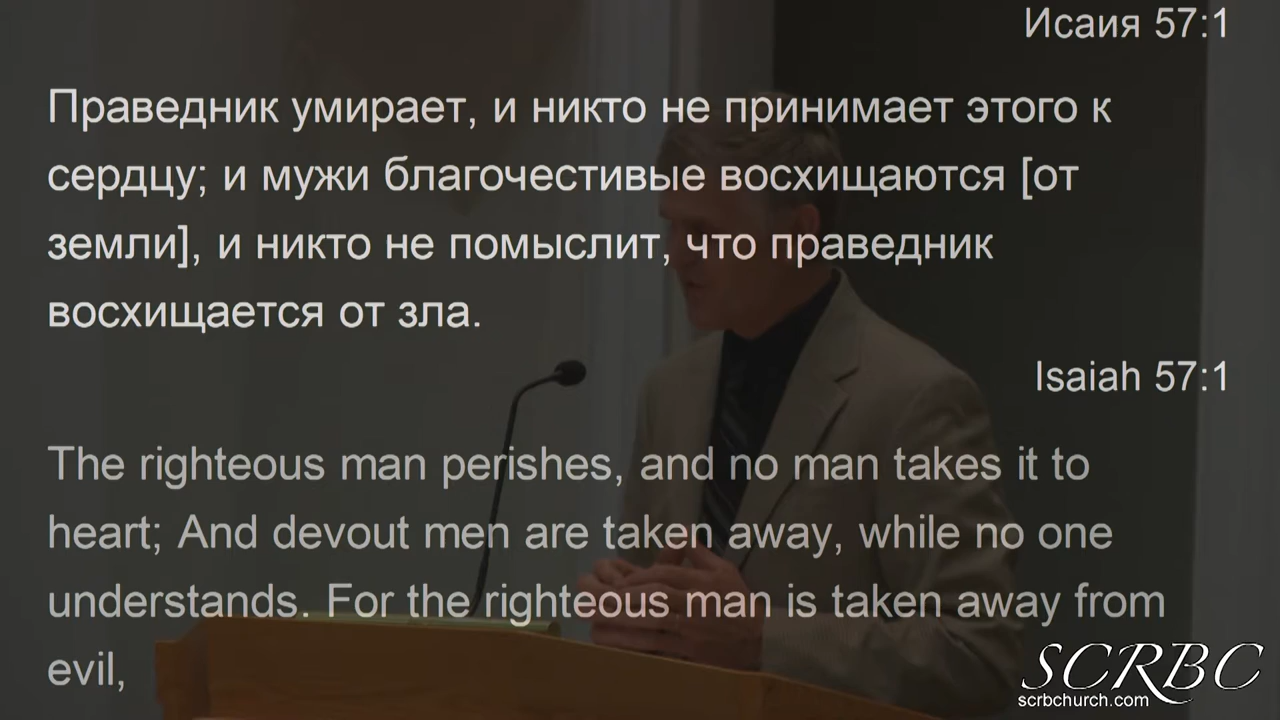 Исаия 57:1
Праведник умирает, и никто не принимает этого к
сердцу; и мужи благочестивые восхищаются [от
земли], и никто не помыслит, что праведник
восхищается от зла.
Isaiah 57:1
The righteous man perishes, and no man takes it to
heart; And devout men are taken away, while no one
understands. For the righteous man is taken away from
evil,
SCRBC
scrbchurch.com